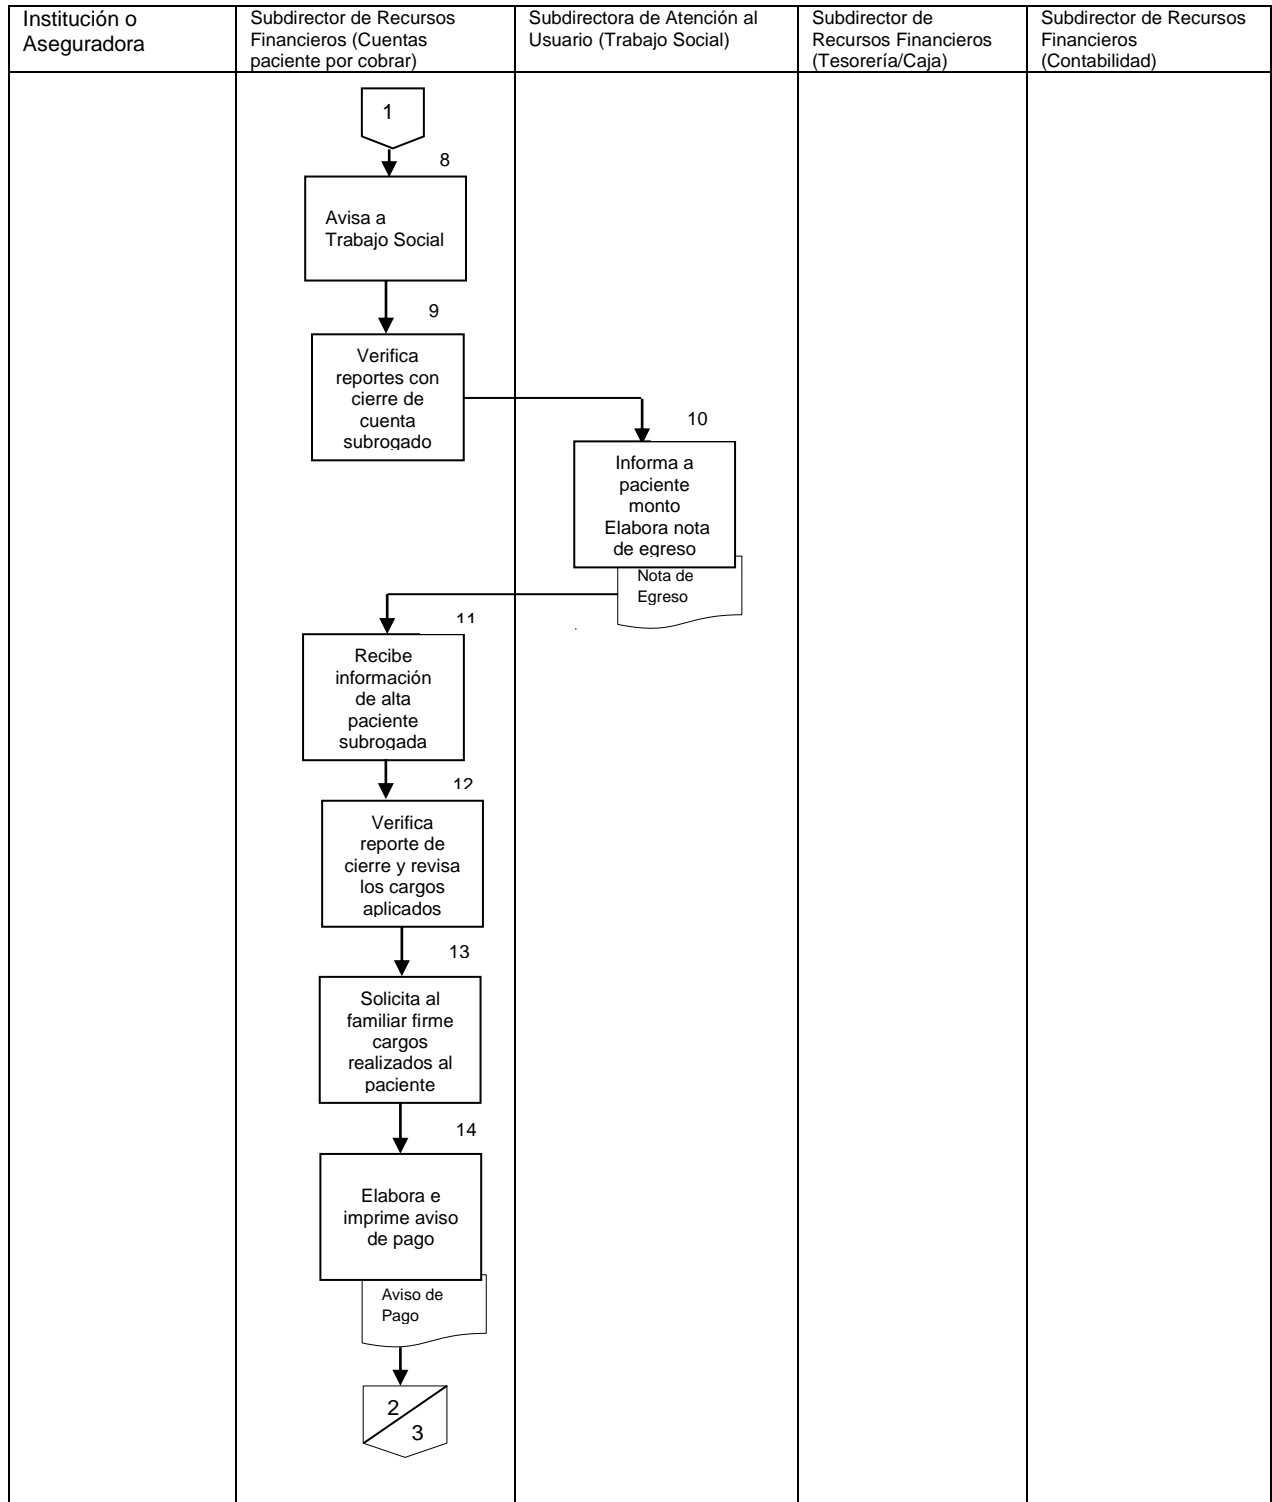 Institución o
Aseguradora
Subdirector de Recursos
Financieros (Cuentas
paciente por cobrar)
Subdirectora de Atención al
Usuario (Trabajo Social)
Subdirector de
Recursos Financieros
(Tesorería/Caja)
Subdirector de Recursos
Financieros
(Contabilidad)
1
8
Avisa a
Trabajo Social
9
Verifica
reportes con
cierre de
cuenta
subrogado
10
Informa a
paciente
monto
Elabora nota
de egreso
Nota de
Egreso
11
Recibe
información
de alta
paciente
subrogada
12
Verifica
reporte de
cierre y revisa
los cargos
aplicados
13
Solicita al
familiar firme
cargos
realizados al
paciente
14
Elabora e
imprime aviso
de pago
Aviso de
Pago
2
3